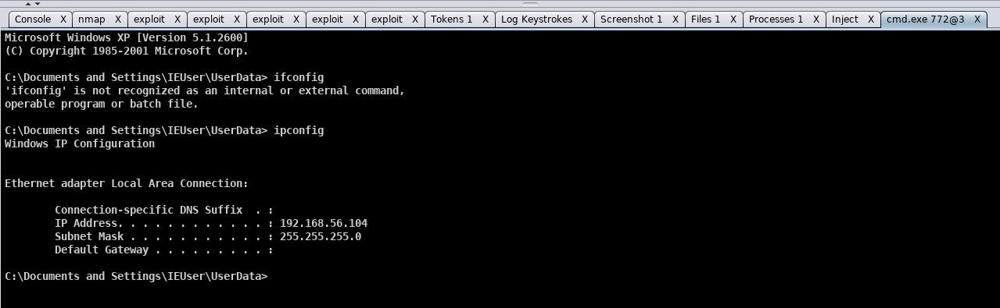 Console X nmap X exploit X exploit X exploit X exploit X exploit X Tokens 1 X Log Keystrokes X Screenshot 1 X Files 1 X Processes 1 X Inject X cmd.exe 772@3 X
Microsoft Windows XP [Version 5.1.2600]
(C) Copyright 1985-2001 Microsoft Corp.
C:\Documents and Settings\IEUser\UserData> ifconfig
'ifconfig' is not recognized as an internal or external command,
operable program or batch file.
C:\Documents and Settings\IEUser\UserData> ipconfig
Windows IP Configuration
Ethernet adapter Local Area Connection:
Connection-specific DNS Suffix  . :
IP Address. . . . . . . . . . . . : 192.168.56.104
Subnet Mask . . . . . . . . . . . : 255.255.255.0
Default Gateway . . . . . . . . . :
C:\Documents and Settings\IEUser\UserData>